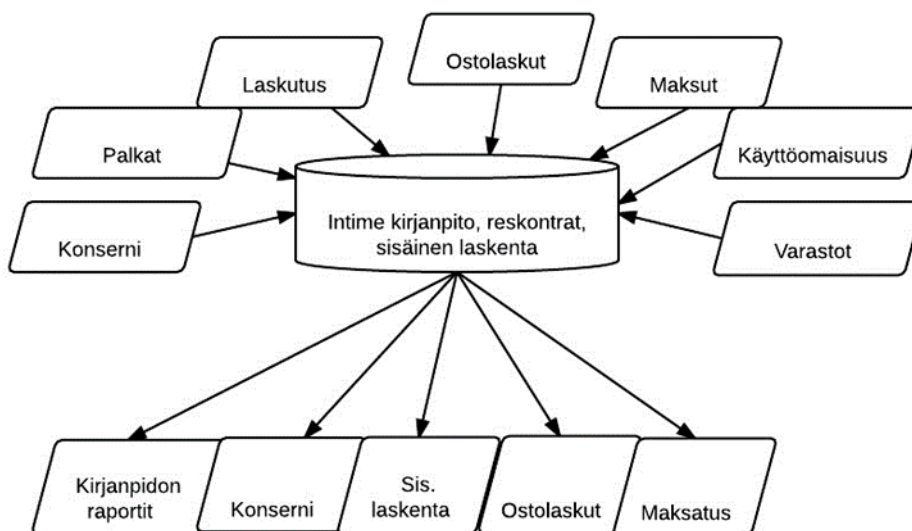 Ostolaskut
Laskutus
Maksut
Palkat
Käyttöomaisuus
Konserni
Intime kirjanpito, reskontrat,
sisäinen laskenta
Varastot
Kirjanpidon
raportit
Konserni
Sis.
laskenta
Ostolaskut
Maksatus